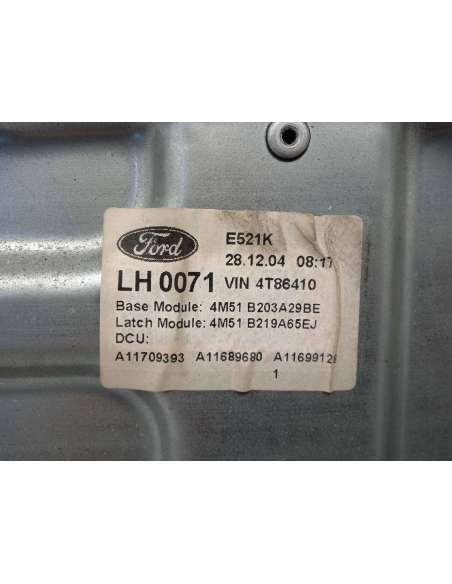 Ford
E521K
28.12.04 08:17
LH 0071 VIN 4T86410
Base Module: 4M51 B203A29BE
Latch Module: 4M51 B219A65EJ
DCU:
A11709393 A11689680
1